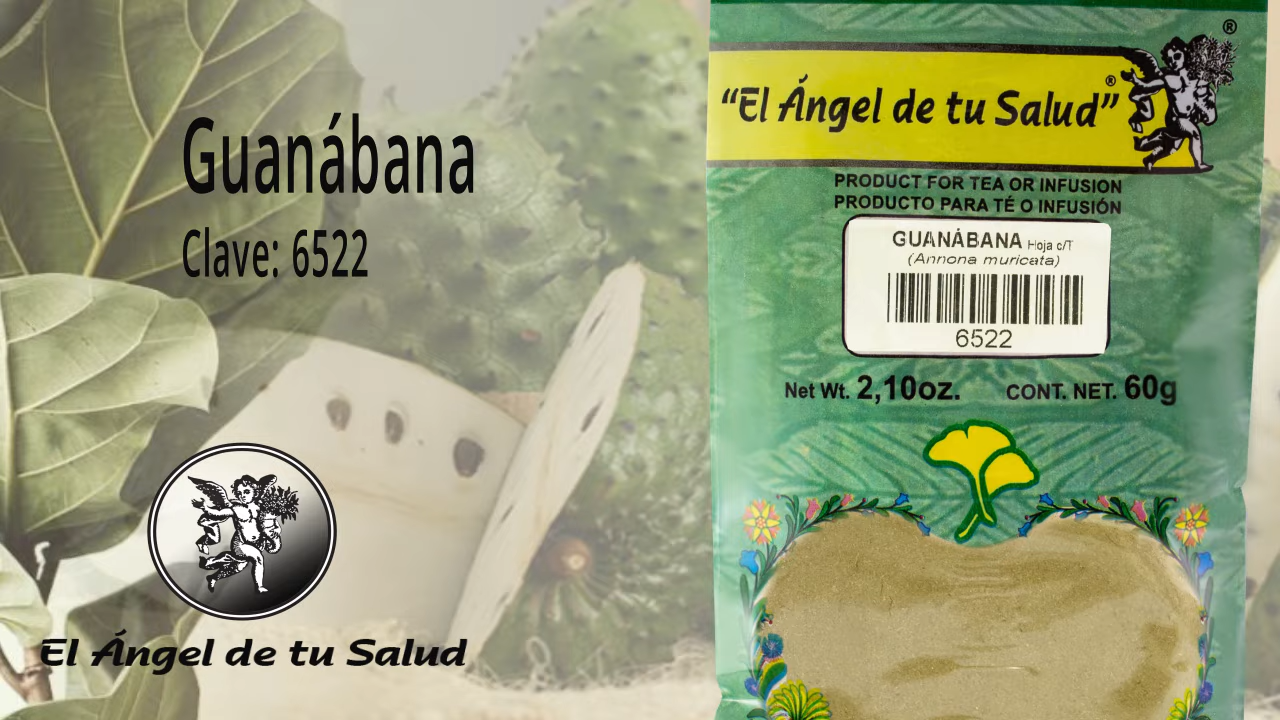 Guanábana
Clave: 6522
El Ángel de tu Salud
®
“El Ángel de tu Salud”®
PRODUCT FOR TEA OR INFUSION
PRODUCTO PARA TÉ O INFUSIÓN
GUANÁBANA Hoja c/T
(Annona muricata)
6522
Net Wt. 2,10oz. CONT. NET. 60g